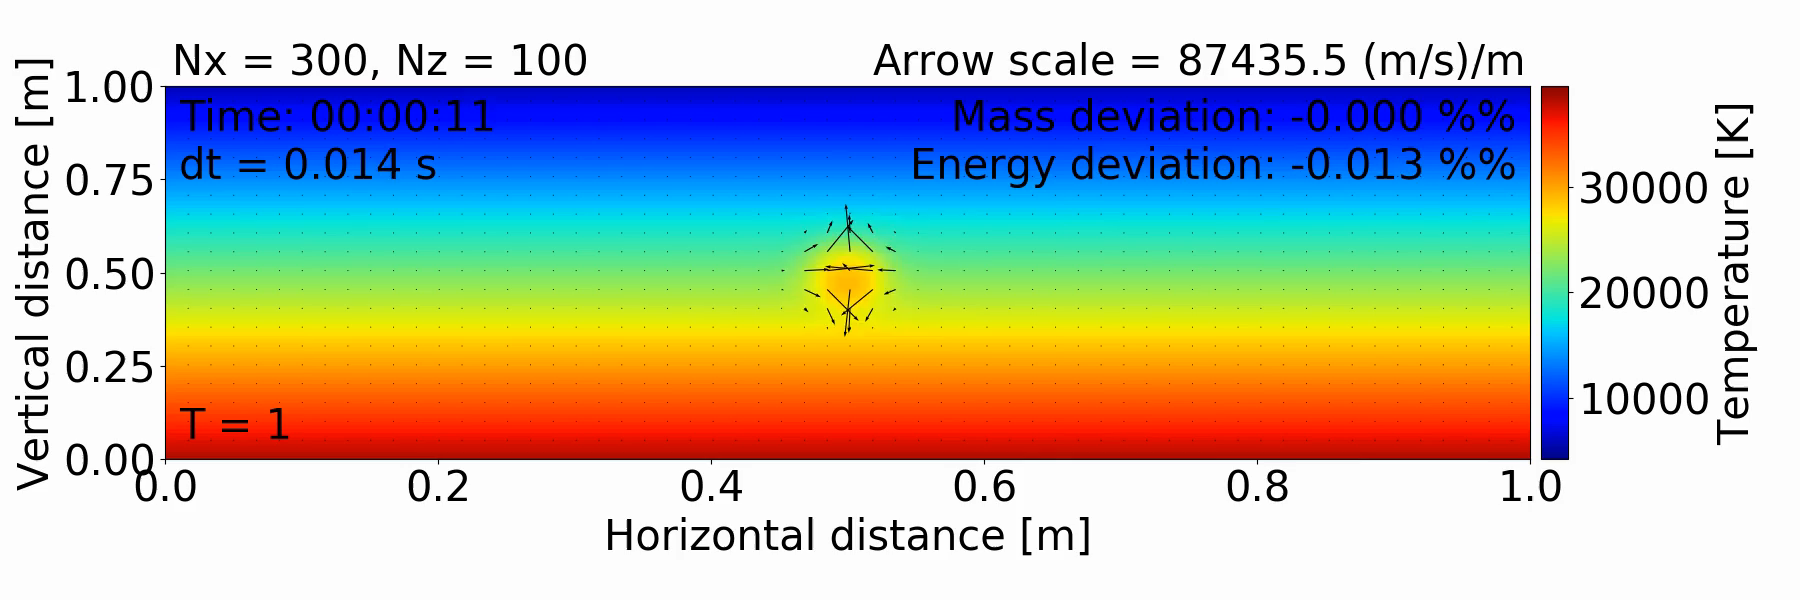 Nx = 300, Nz = 100
Arrow scale = 87435.5 (m/s)/m
Time: 00:00:11
dt = 0.014 s
Mass deviation: -0.000 %%
Energy deviation: -0.013 %%
T = 1
Vertical distance [m]
1.00
0.75
0.50
0.25
0.00
0.0
0.2
0.4
0.6
0.8
1.0
Horizontal distance [m]
30000
20000
10000
Temperature [K]